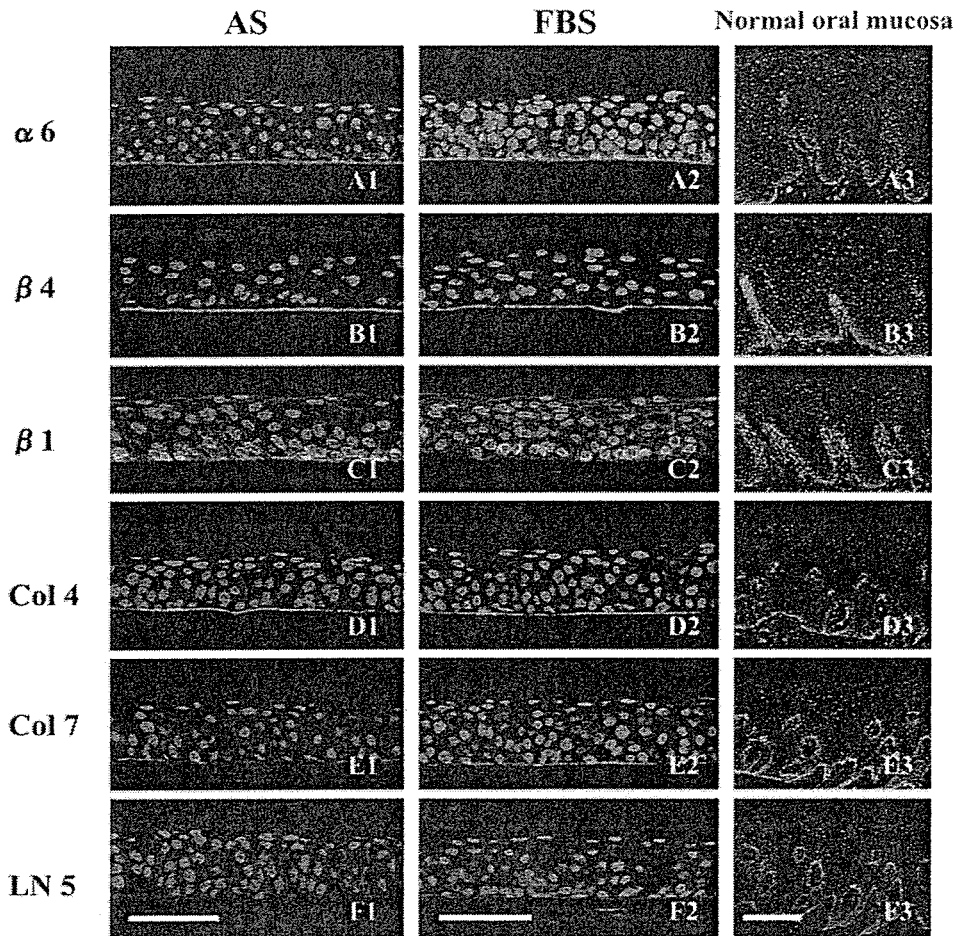 AS FBS Normal oral mucosa
α 6 A1 A2 A3
β 4 B1 B2 B3
β 1 C1 C2 C3
Col 4 D1 D2 D3
Col 7 E1 E2 E3
LN 5 F1 F2 F3